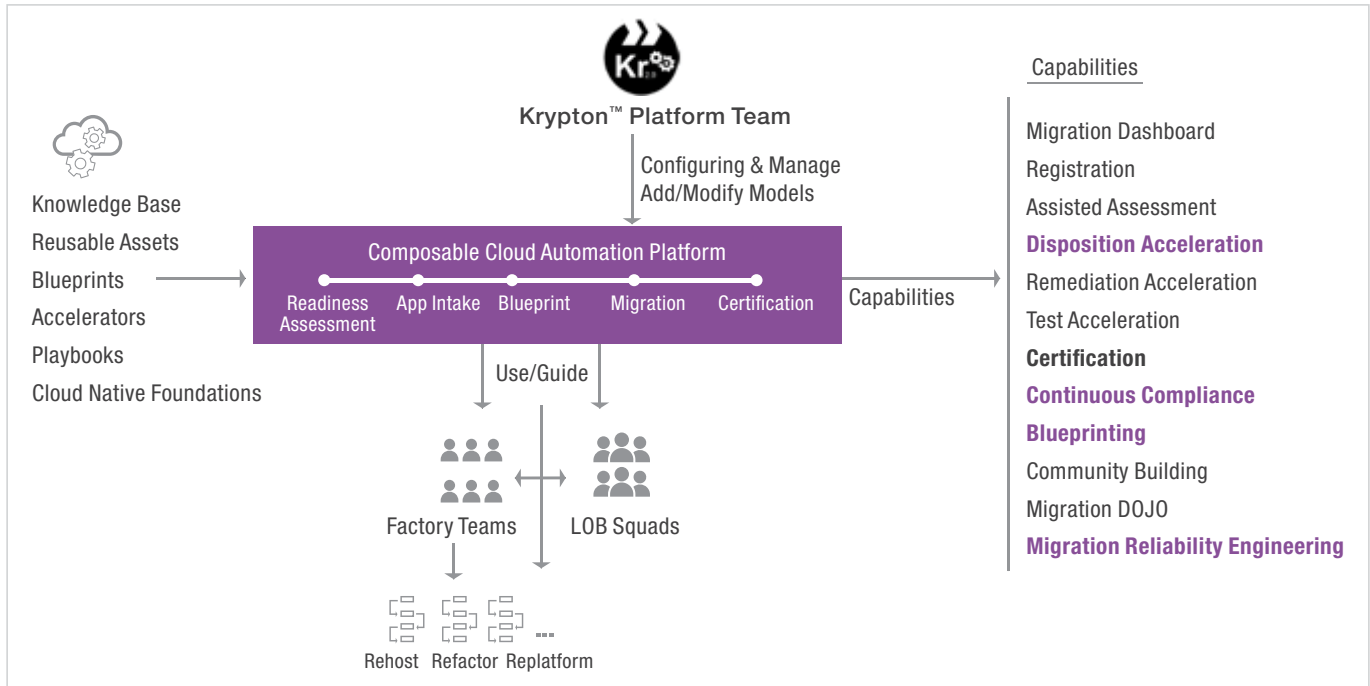 Kr
2.0
Krypton™ Platform Team
Configuring & Manage
Add/Modify Models
Knowledge Base
Reusable Assets
Blueprints
Accelerators
Playbooks
Cloud Native Foundations
Composable Cloud Automation Platform
Readiness
Assessment
App Intake
Blueprint
Migration
Certification
Capabilities
Use/Guide
Factory Teams
LOB Squads
Rehost
Refactor
Replatform
...
Capabilities
Migration Dashboard
Registration
Assisted Assessment
Disposition Acceleration
Remediation Acceleration
Test Acceleration
Certification
Continuous Compliance
Blueprinting
Community Building
Migration DOJO
Migration Reliability Engineering